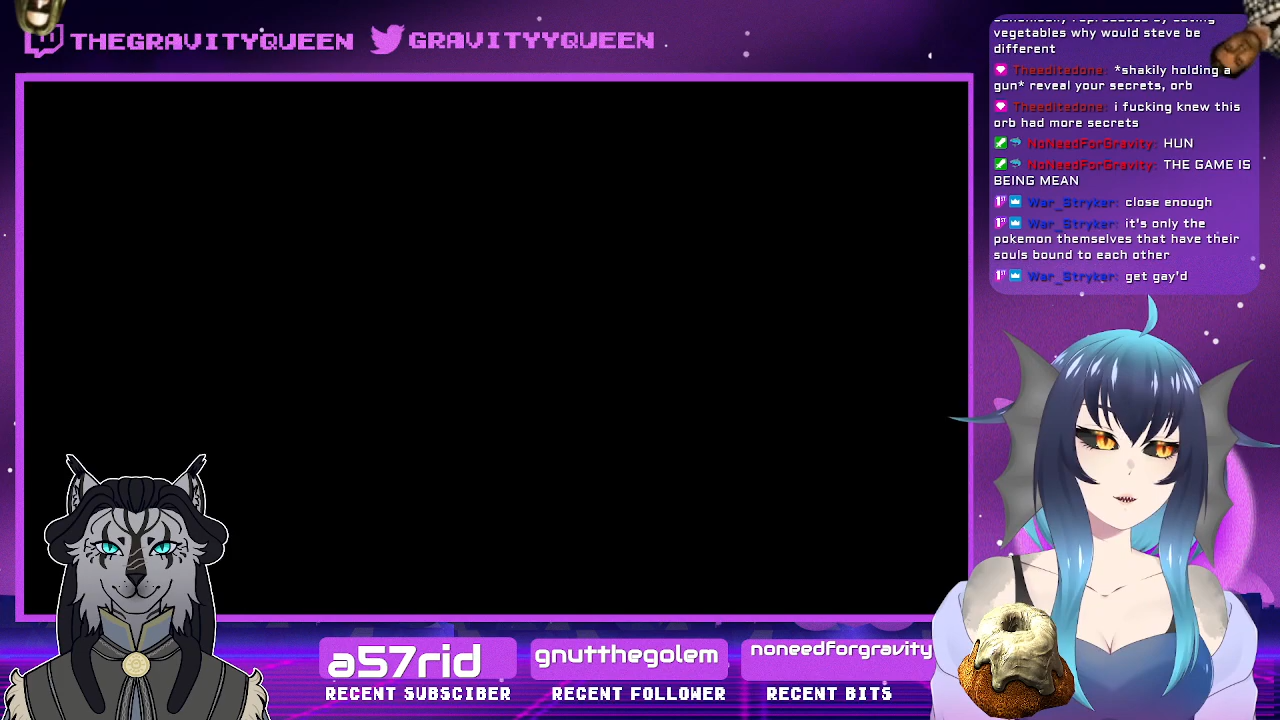 THEGRAVITYQUEEN GRAVITYYQUEEN
vegetables why would steve be
different
Theeditedone: *shakily holding a
gun* reveal your secrets, orb
Theeditedone: i fucking knew this
orb had more secrets
NoNeedForGravity: HUN
NoNeedForGravity: THE GAME IS
BEING MEAN
War_Stryker: close enough
War_Stryker: it's only the
pokemon themselves that have their
souls bound to each other
War_Stryker: get gay'd
a57rid gnutthegolem noneedforgravity
RECENT SUBSCIBER RECENT FOLLOWER RECENT BITS